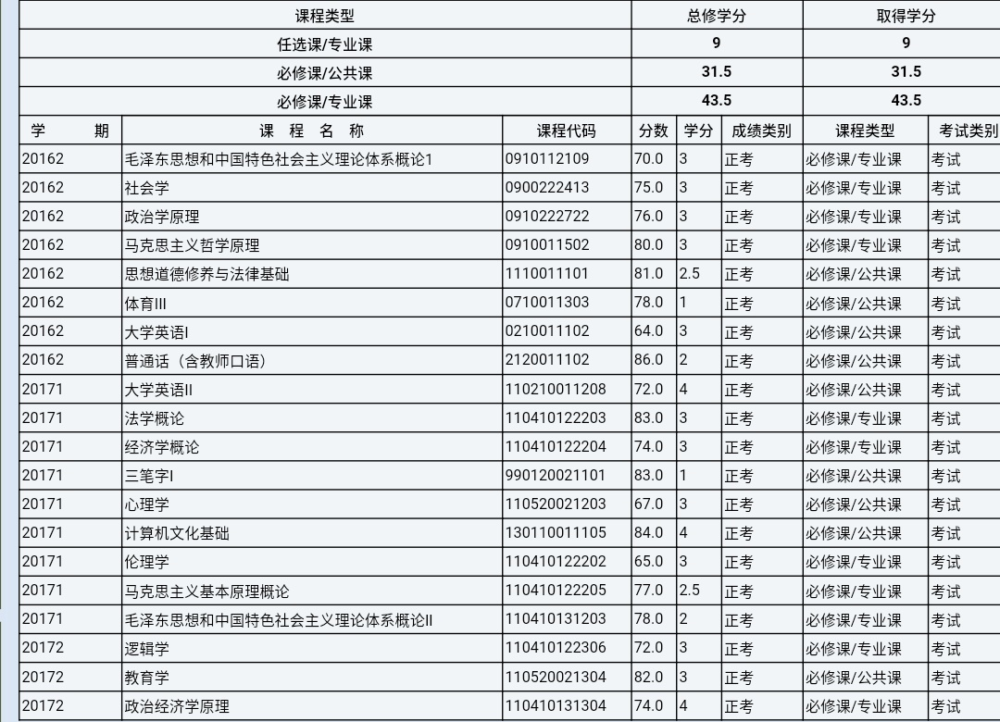 课程类型 总修学分 取得学分
任选课/专业课 9 9
必修课/公共课 31.5 31.5
必修课/专业课 43.5 43.5
学 期 课 程 名 称 课程代码 分数 学分 成绩类别 课程类型 考试类别
20162 毛泽东思想和中国特色社会主义理论体系概论1 0910112109 70.0 3 正考 必修课/专业课 考试
20162 社会学 0900222413 75.0 3 正考 必修课/专业课 考试
20162 政治学原理 0910222722 76.0 3 正考 必修课/专业课 考试
20162 马克思主义哲学原理 0910011502 80.0 3 正考 必修课/专业课 考试
20162 思想道德修养与法律基础 1110011101 81.0 2.5 正考 必修课/公共课 考试
20162 体育III 0710011303 78.0 1 正考 必修课/公共课 考试
20162 大学英语I 0210011102 64.0 3 正考 必修课/公共课 考试
20162 普通话（含教师口语） 2120011102 86.0 2 正考 必修课/公共课 考试
20171 大学英语II 110210011208 72.0 4 正考 必修课/公共课 考试
20171 法学概论 110410122203 83.0 3 正考 必修课/专业课 考试
20171 经济学概论 110410122204 74.0 3 正考 必修课/专业课 考试
20171 三笔字I 990120021101 83.0 1 正考 必修课/公共课 考试
20171 心理学 110520021203 67.0 3 正考 必修课/公共课 考试
20171 计算机文化基础 130110011105 84.0 4 正考 必修课/公共课 考试
20171 伦理学 110410122202 65.0 3 正考 必修课/专业课 考试
20171 马克思主义基本原理概论 110410122205 77.0 2.5 正考 必修课/专业课 考试
20171 毛泽东思想和中国特色社会主义理论体系概论II 110410131203 78.0 2 正考 必修课/专业课 考试
20172 逻辑学 110410122306 72.0 3 正考 必修课/专业课 考试
20172 教育学 110520021304 82.0 3 正考 必修课/公共课 考试
20172 政治经济学原理 110410131304 74.0 4 正考 必修课/专业课 考试